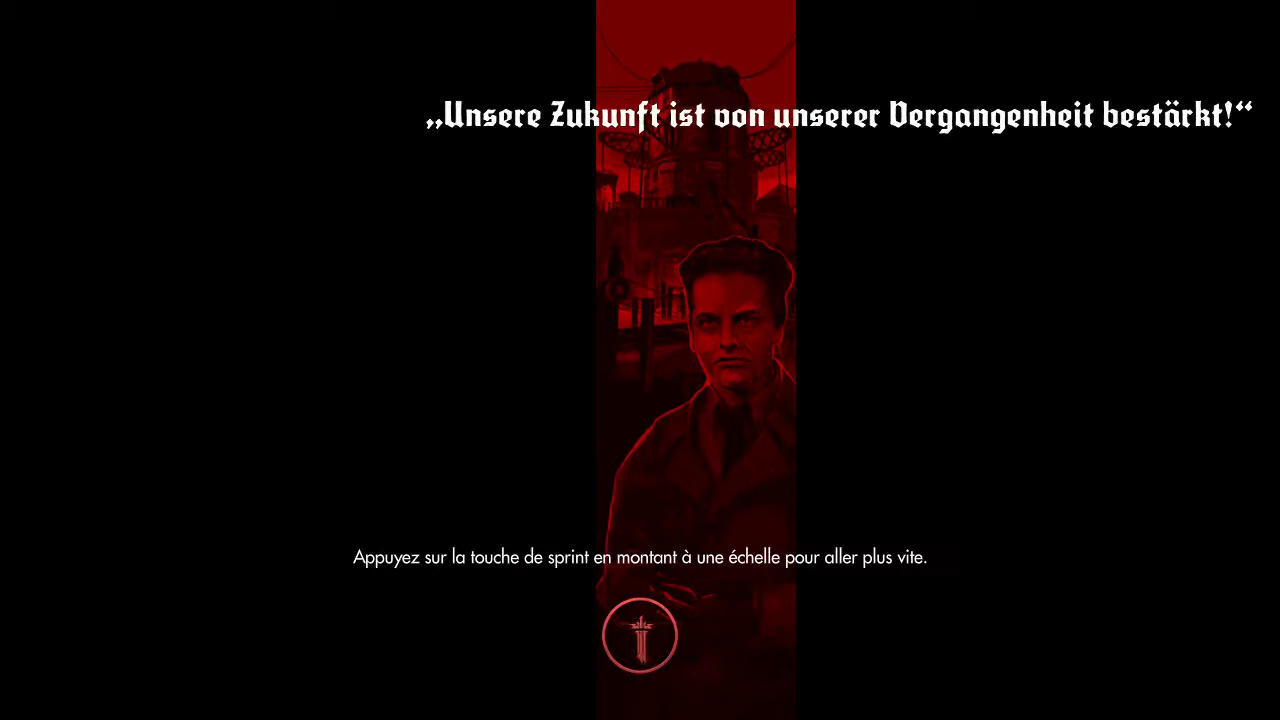 „Unsere Zukunft ist von unserer Vergangenheit bestärkt!“
Appuyez sur la touche de sprint en montant à une échelle pour aller plus vite.